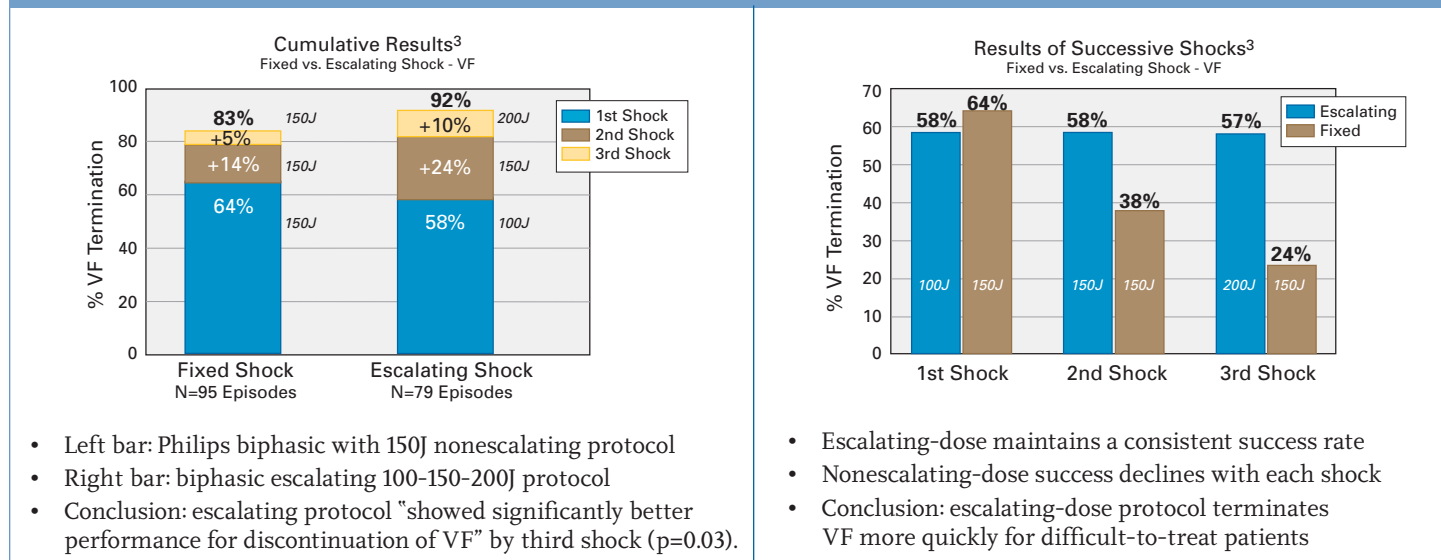 Cumulative Results³
Fixed vs. Escalating Shock - VF
% VF Termination
100
80
60
40
20
0
83%
+5%
+14%
64%
150J
150J
150J
92%
+10%
+24%
58%
200J
150J
100J
1st Shock
2nd Shock
3rd Shock
Fixed Shock
N=95 Episodes
Escalating Shock
N=79 Episodes
• Left bar: Philips biphasic with 150J nonescalating protocol
• Right bar: biphasic escalating 100-150-200J protocol
• Conclusion: escalating protocol “showed significantly better
performance for discontinuation of VF” by third shock (p=0.03).
Results of Successive Shocks³
Fixed vs. Escalating Shock - VF
% VF Termination
70
60
50
40
30
20
10
0
58%
64%
58%
38%
57%
24%
100J
150J
150J
150J
200J
150J
Escalating
Fixed
1st Shock
2nd Shock
3rd Shock
• Escalating-dose maintains a consistent success rate
• Nonescalating-dose success declines with each shock
• Conclusion: escalating-dose protocol terminates
VF more quickly for difficult-to-treat patients